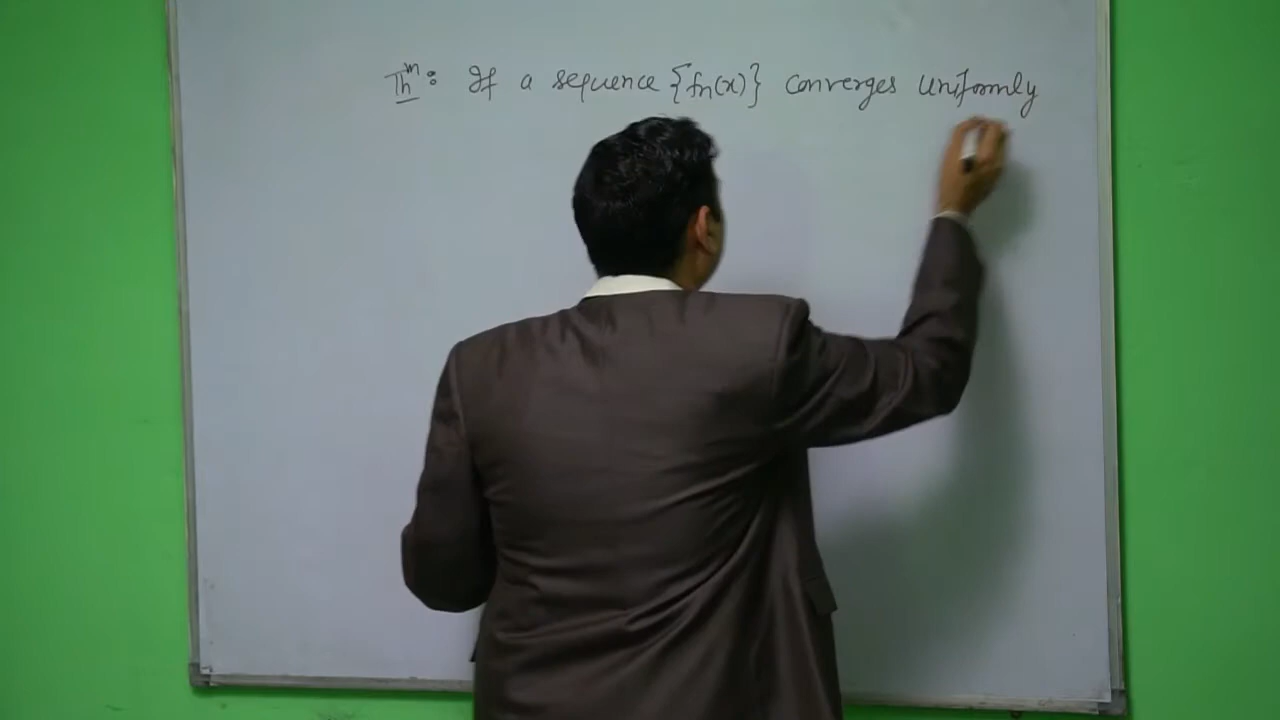 Thm: If a sequence {fn(x)} converges uniformly